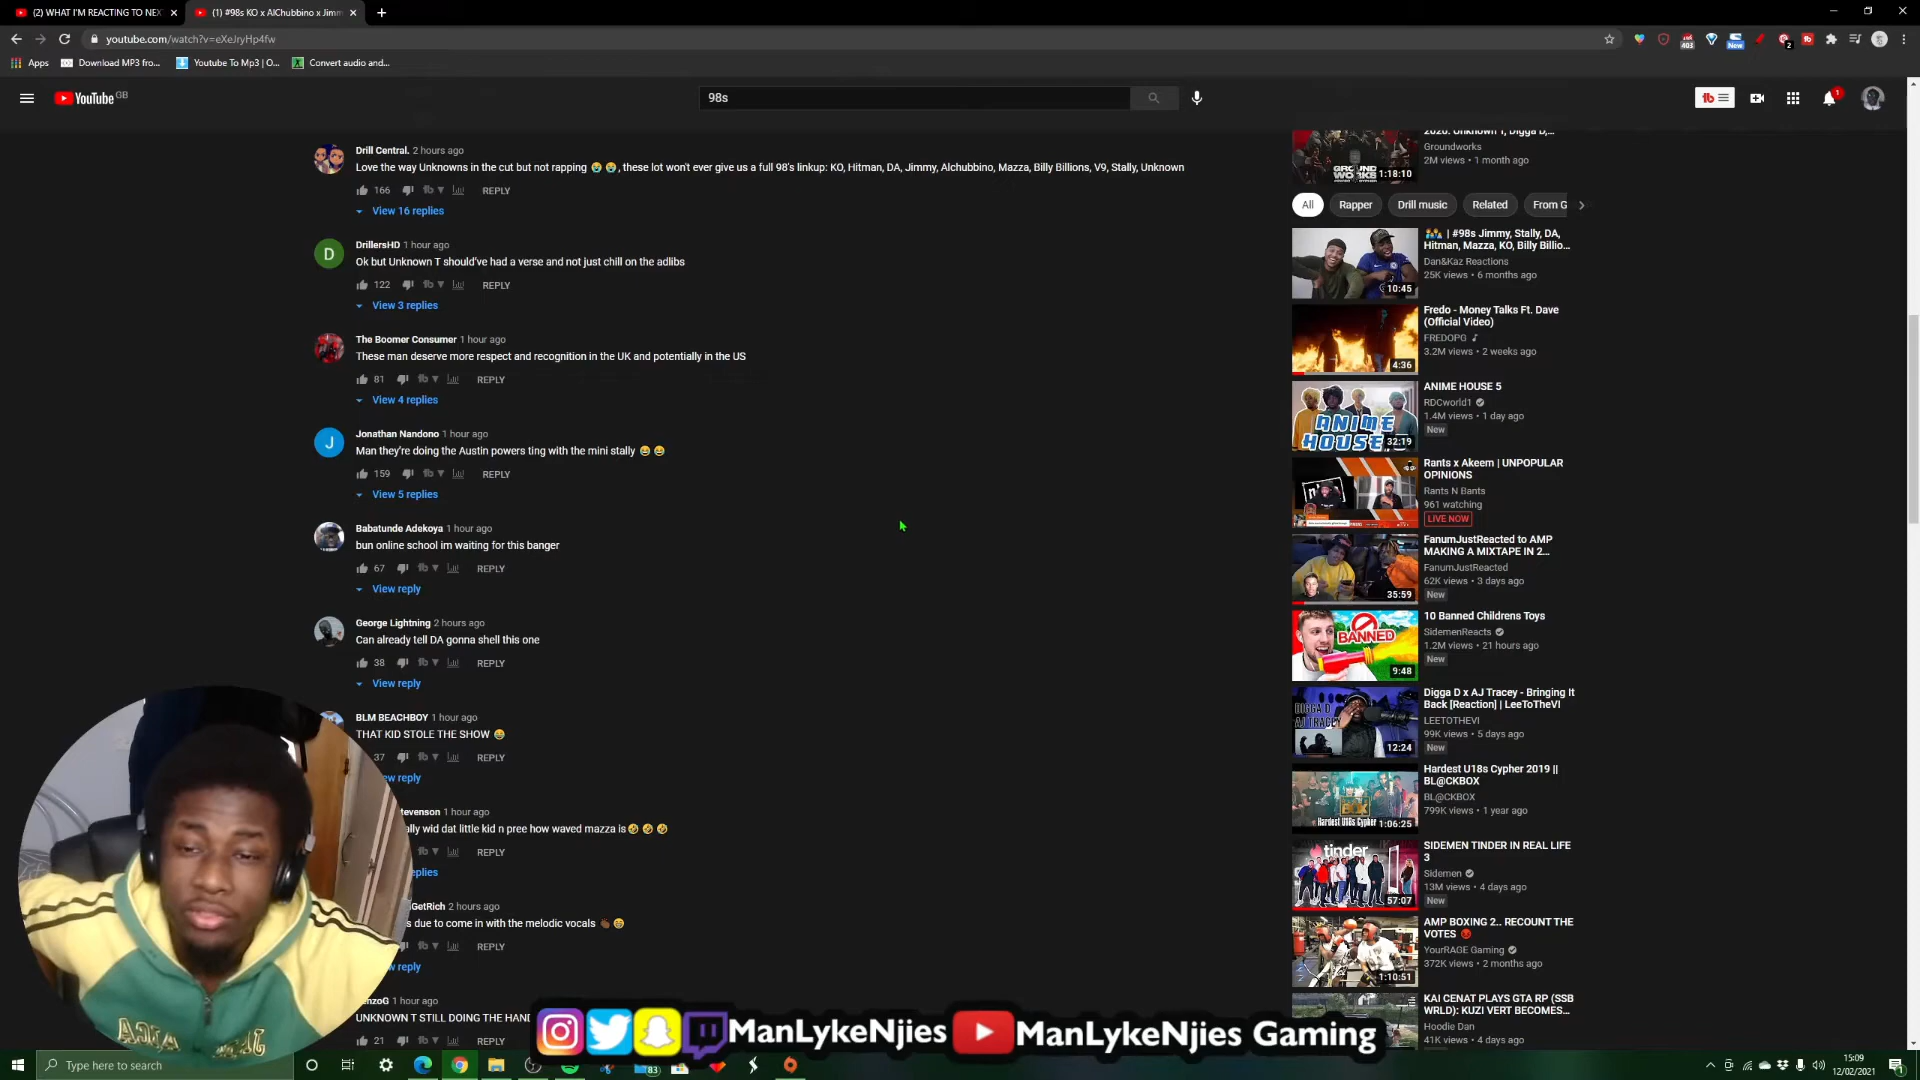 (2) WHAT I'M REACTING TO NEX
(1) #98s KO x AlChubbino x Jimm
youtube.com/watch?v=eXeJryHp4fw
Apps
Download MP3 fro...
Youtube To Mp3 | O...
Convert audio and...
403
New
2
YouTube GB
98s
1
Drill Central. 2 hours ago
Love the way Unknowns in the cut but not rapping 😭 😭, these lot won't ever give us a full 98's linkup: KO, Hitman, DA, Jimmy, Alchubbino, Mazza, Billy Billions, V9, Stally, Unknown
166 REPLY
View 16 replies
DrillersHD 1 hour ago
D
Ok but Unknown T should've had a verse and not just chill on the adlibs
122 REPLY
View 3 replies
The Boomer Consumer 1 hour ago
These man deserve more respect and recognition in the UK and potentially in the US
81 REPLY
View 4 replies
Jonathan Nandono 1 hour ago
J
Man they're doing the Austin powers ting with the mini stally 😂 😂
159 REPLY
View 5 replies
Babatunde Adekoya 1 hour ago
bun online school im waiting for this banger
67 REPLY
View reply
George Lightning 2 hours ago
Can already tell DA gonna shell this one
38 REPLY
View reply
BLM BEACHBOY 1 hour ago
THAT KID STOLE THE SHOW 😂
37 REPLY
reply
tevenson 1 hour ago
ally wid dat little kid n pree how waved mazza is🤣 🤣 🤣
REPLY
plies
GetRich 2 hours ago
s due to come in with the melodic vocals
REPLY
w reply
enzoG 1 hour ago
UNKNOWN T STILL DOING THE HAND
21 REPLY
2020: Unknown T, Digga D,...
Groundworks
2M views • 1 month ago
GROUND WORKS
1:18:10
All
Rapper
Drill music
Related
From G
| #98s Jimmy, Stally, DA,
Hitman, Mazza, KO, Billy Billio...
Dan&Kaz Reactions
25K views • 6 months ago
10:45
Fredo - Money Talks Ft. Dave
(Official Video)
FREDOPG
3.2M views • 2 weeks ago
4:36
ANIME HOUSE 5
RDCworld1
1.4M views • 1 day ago
New
ANIME
HOUSE
32:19
Rants x Akeem | UNPOPULAR
OPINIONS
Rants N Bants
961 watching
LIVE NOW
FanumJustReacted to AMP
MAKING A MIXTAPE IN 2...
FanumJustReacted
62K views • 3 days ago
New
35:59
10 Banned Childrens Toys
SidemenReacts
1.2M views • 21 hours ago
New
BANNED
9:48
Digga D x AJ Tracey - Bringing It
Back [Reaction] | LeeToTheVI
LEETOTHEVI
99K views • 5 days ago
New
DIGGA D
AJ TRACEY
12:24
Hardest U18s Cypher 2019 ||
BL@CKBOX
BL@CKBOX
799K views • 1 year ago
Hardest U18s Cypher
1:06:25
SIDEMEN TINDER IN REAL LIFE
3
Sidemen
13M views • 4 days ago
New
tinder
57:07
AMP BOXING 2.. RECOUNT THE
VOTES
YourRAGE Gaming
372K views • 2 months ago
1:10:51
KAI CENAT PLAYS GTA RP (SSB
WRLD): KUZI VERT BECOMES...
Hoodie Dan
41K views • 4 days ago
ManLykeNjies
ManLykeNjies Gaming
Type here to search
83
15:09
12/02/2021